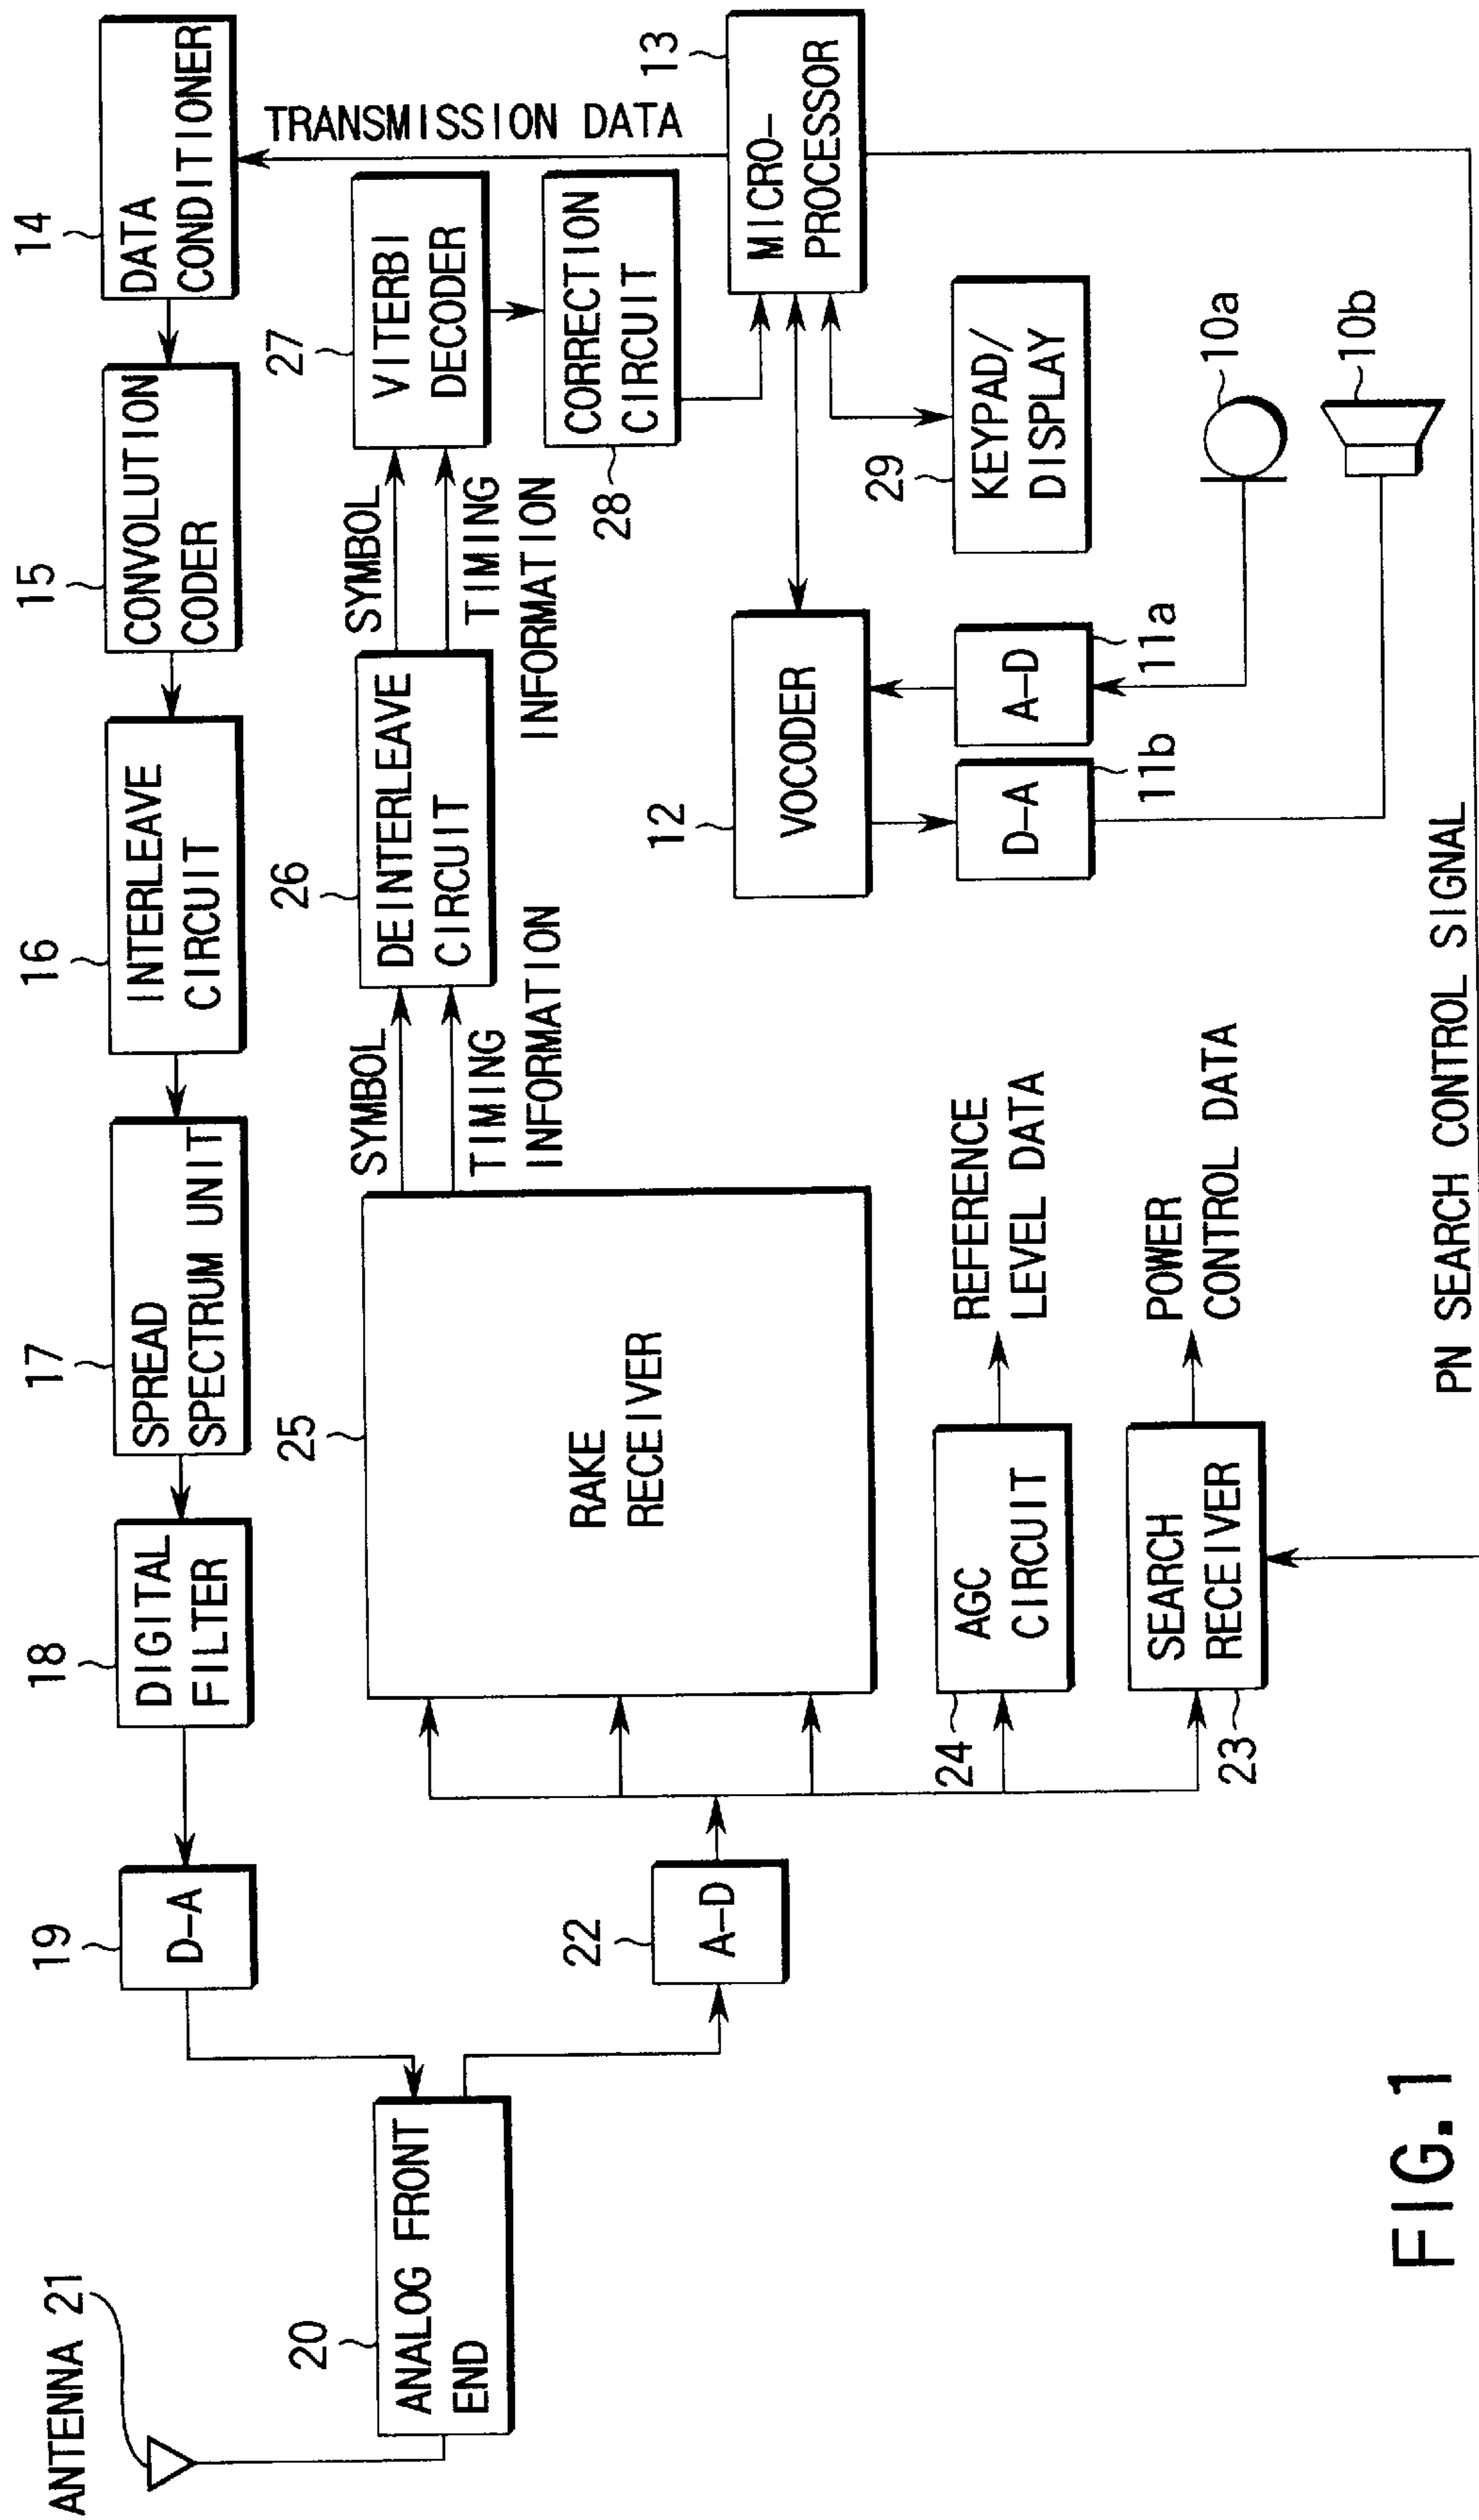 ANTENNA 21
20
ANALOG FRONT
END
19
D-A
18
DIGITAL
FILTER
17
SPREAD
SPECTRUM UNIT
16
INTERLEAVE
CIRCUIT
15
CONVOLUTION
CODER
14
DATA
CONDITIONER
TRANSMISSION DATA
22
A-D
25
RAKE
RECEIVER
SYMBOL
TIMING
INFORMATION
26
DEINTERLEAVE
CIRCUIT
SYMBOL
TIMING
INFORMATION
27
VITERBI
DECODER
28
CORRECTION
CIRCUIT
13
MICRO-
PROCESSOR
12
VOCODER
D-A
11b
A-D
11a
29
KEYPAD/
DISPLAY
10a
10b
24
AGC
CIRCUIT
REFERENCE
LEVEL DATA
23
SEARCH
RECEIVER
POWER
CONTROL DATA
PN SEARCH CONTROL SIGNAL
FIG.1